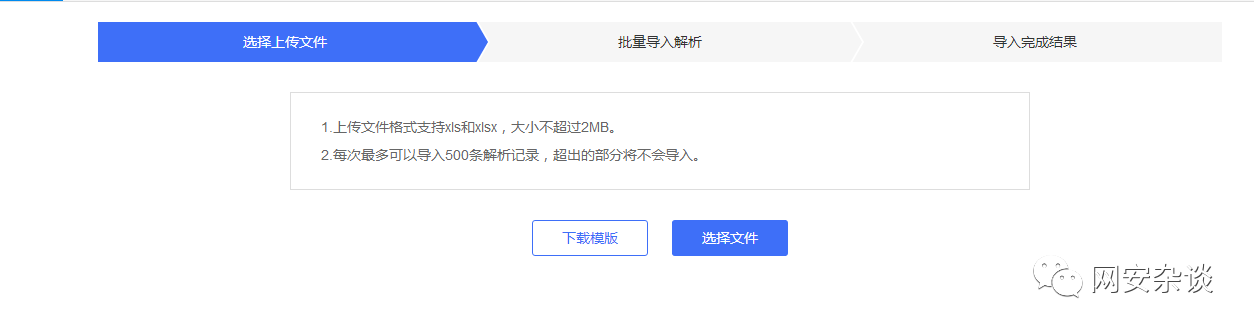 选择上传文件
批量导入解析
导入完成结果
1.上传文件格式支持xls和xlsx，大小不超过2MB。
2.每次最多可以导入500条解析记录，超出的部分将不会导入。
下载模版
选择文件
网安杂谈